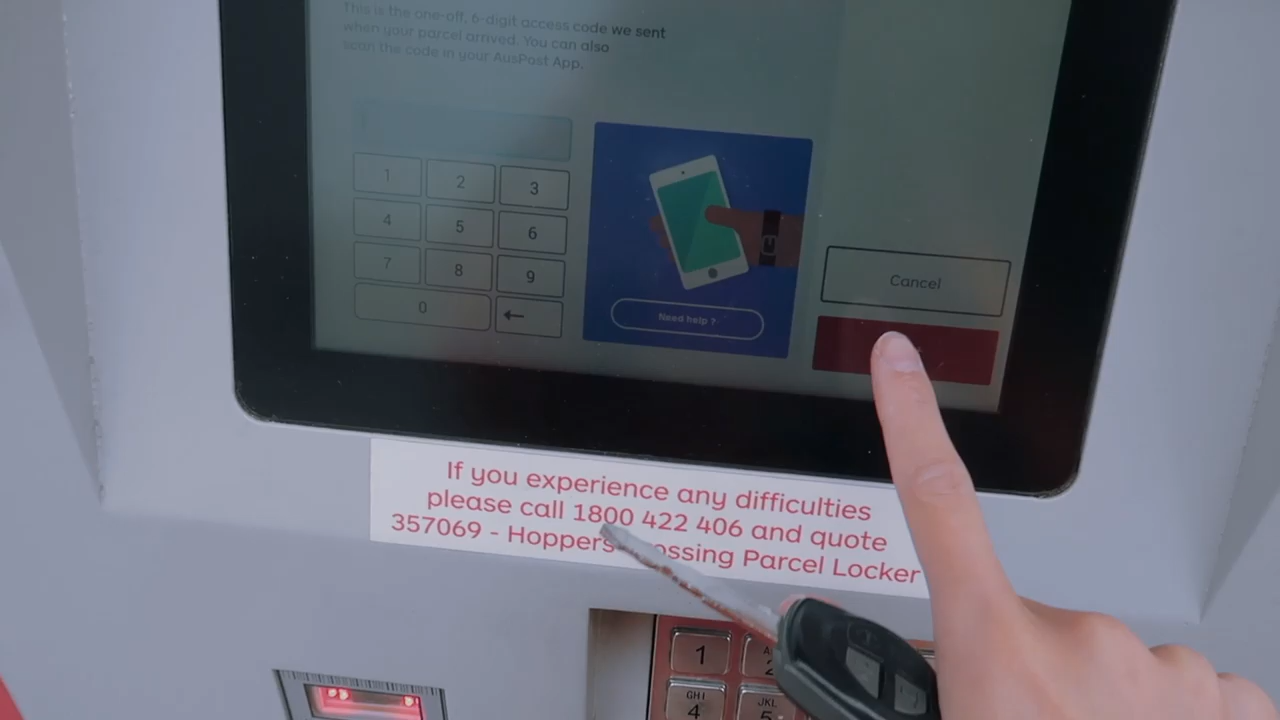 This is the one-off, 6-digit access code we sent
when your parcel arrived. You can also
scan the code in your AusPost App.
1 2 3
4 5 6
7 8 9
0 ←
Need help ?
Cancel
If you experience any difficulties
please call 1800 422 406 and quote
357069 - Hoppers Parcel Locker
1
GHI JKL
4 5